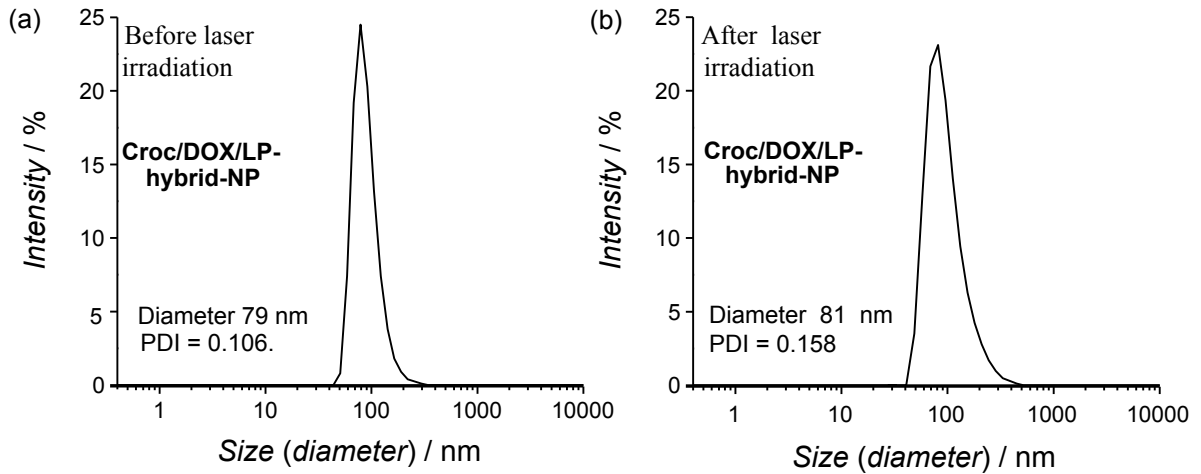 (a)
Before laser
irradiation
Croc/DOX/LP-
hybrid-NP
Diameter 79 nm
PDI = 0.106.
Intensity / %
25
20
15
10
5
0
1 10 100 1000 10000
Size (diameter) / nm
(b)
After laser
irradiation
Croc/DOX/LP-
hybrid-NP
Diameter 81 nm
PDI = 0.158
Intensity / %
25
20
15
10
5
0
1 10 100 1000 10000
Size (diameter) / nm